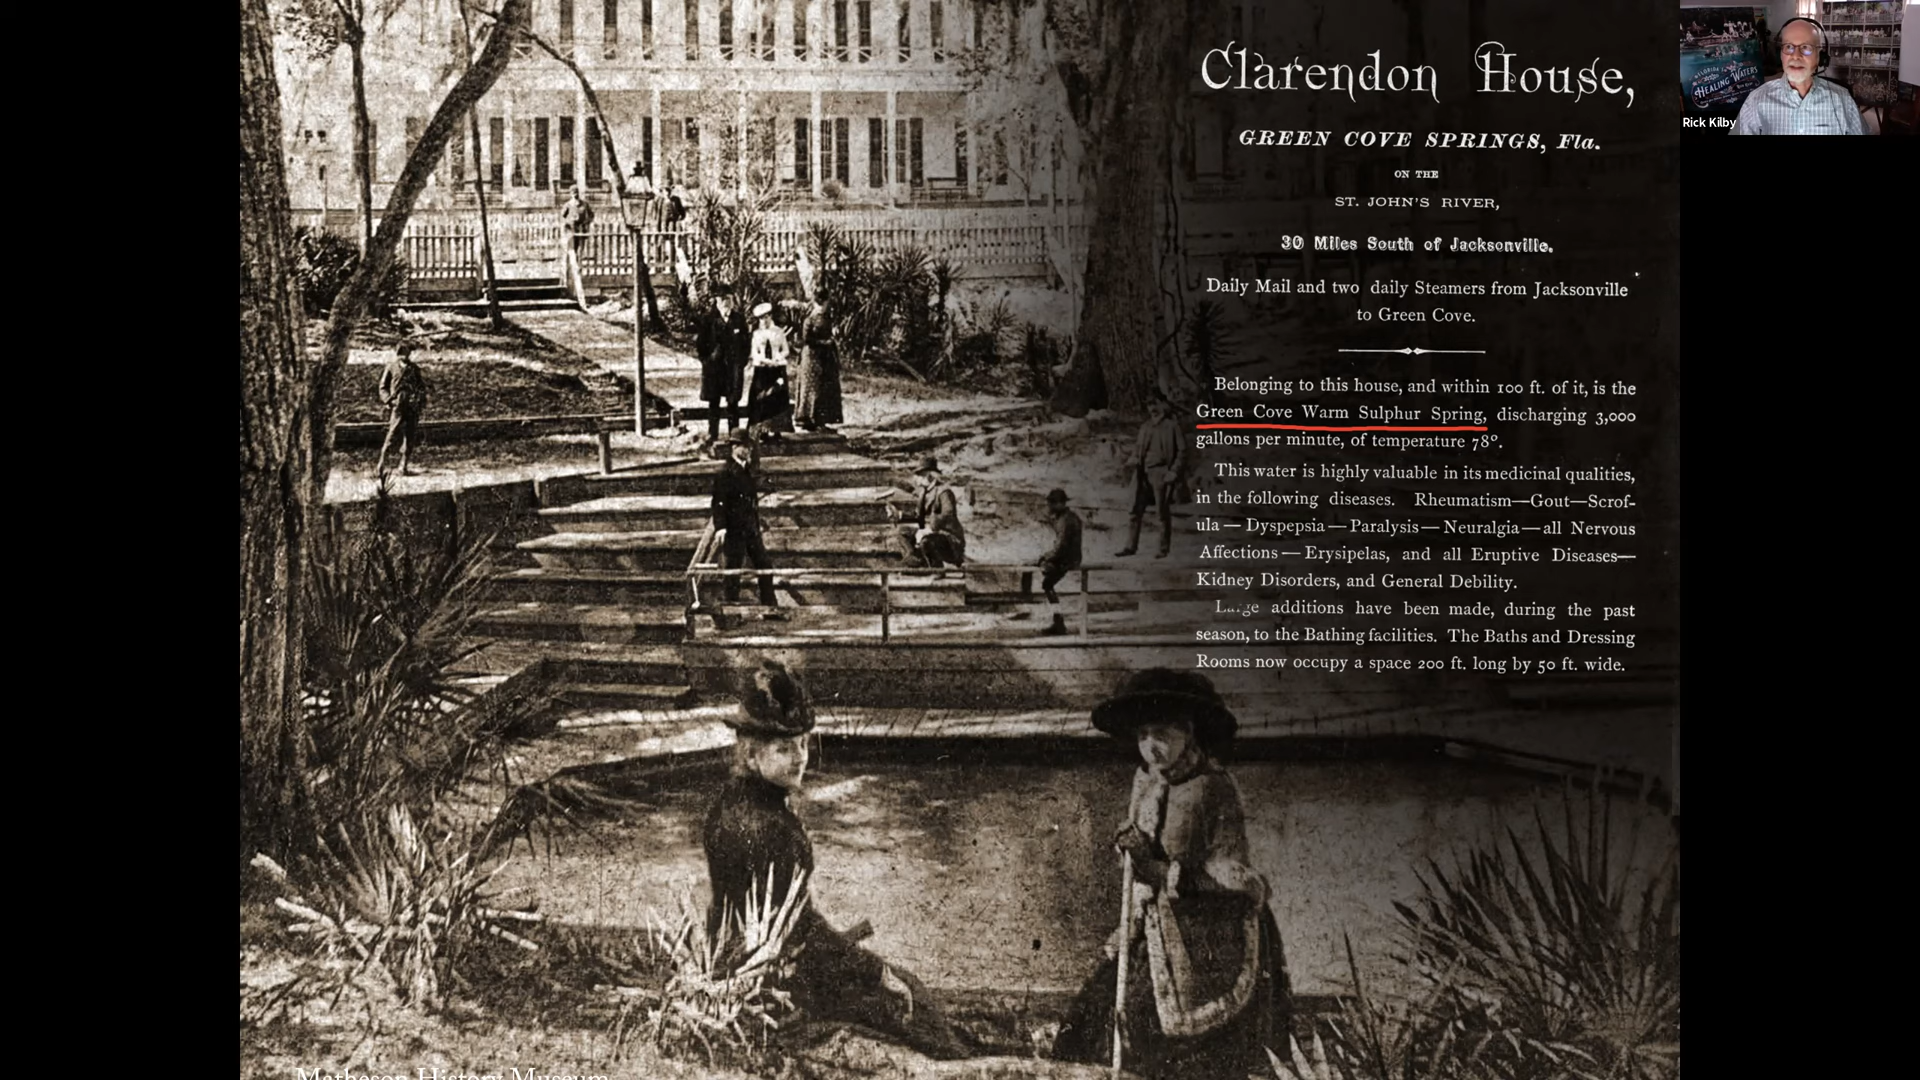 Clarendon House,
GREEN COVE SPRINGS, Fla.
ON THE
ST. JOHN'S RIVER,
30 Miles South of Jacksonville.
Daily Mail and two daily Steamers from Jacksonville
to Green Cove.
Belonging to this house, and within 100 ft. of it, is the
Green Cove Warm Sulphur Spring, discharging 3,000
gallons per minute, of temperature 78°.
This water is highly valuable in its medicinal qualities,
in the following diseases. Rheumatism—Gout—Scrof-
ula — Dyspepsia — Paralysis — Neuralgia — all Nervous
Affections — Erysipelas, and all Eruptive Diseases—
Kidney Disorders, and General Debility.
Large additions have been made, during the past
season, to the Bathing facilities. The Baths and Dressing
Rooms now occupy a space 200 ft. long by 50 ft. wide.
Matheson History Museum
HEALING WATERS
Rick Kilby